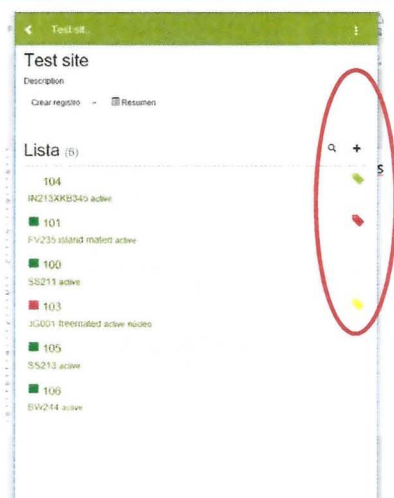 Test sit...
Test site
Description
Crear registro
Resumen
Lista (6)
104
IN213XKB345 active
101
FV235 island mated active
100
SS211 active
103
JG001 freemated active nucleo
105
SS213 active
106
BW244 active